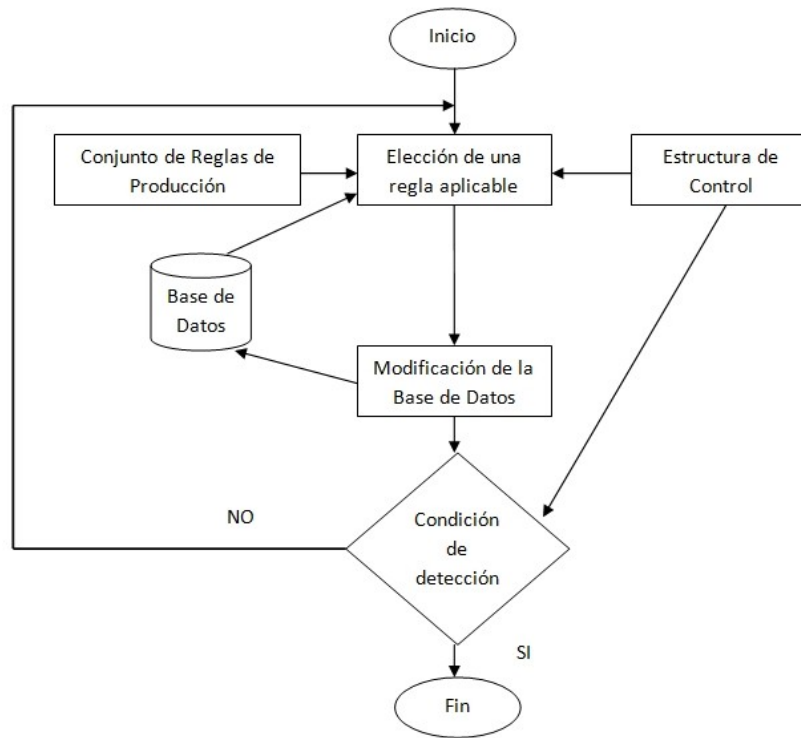 Inicio
Conjunto de Reglas de
Producción
Elección de una
regla aplicable
Estructura de
Control
Base de
Datos
Modificación de la
Base de Datos
NO
Condición
de
detección
SI
Fin